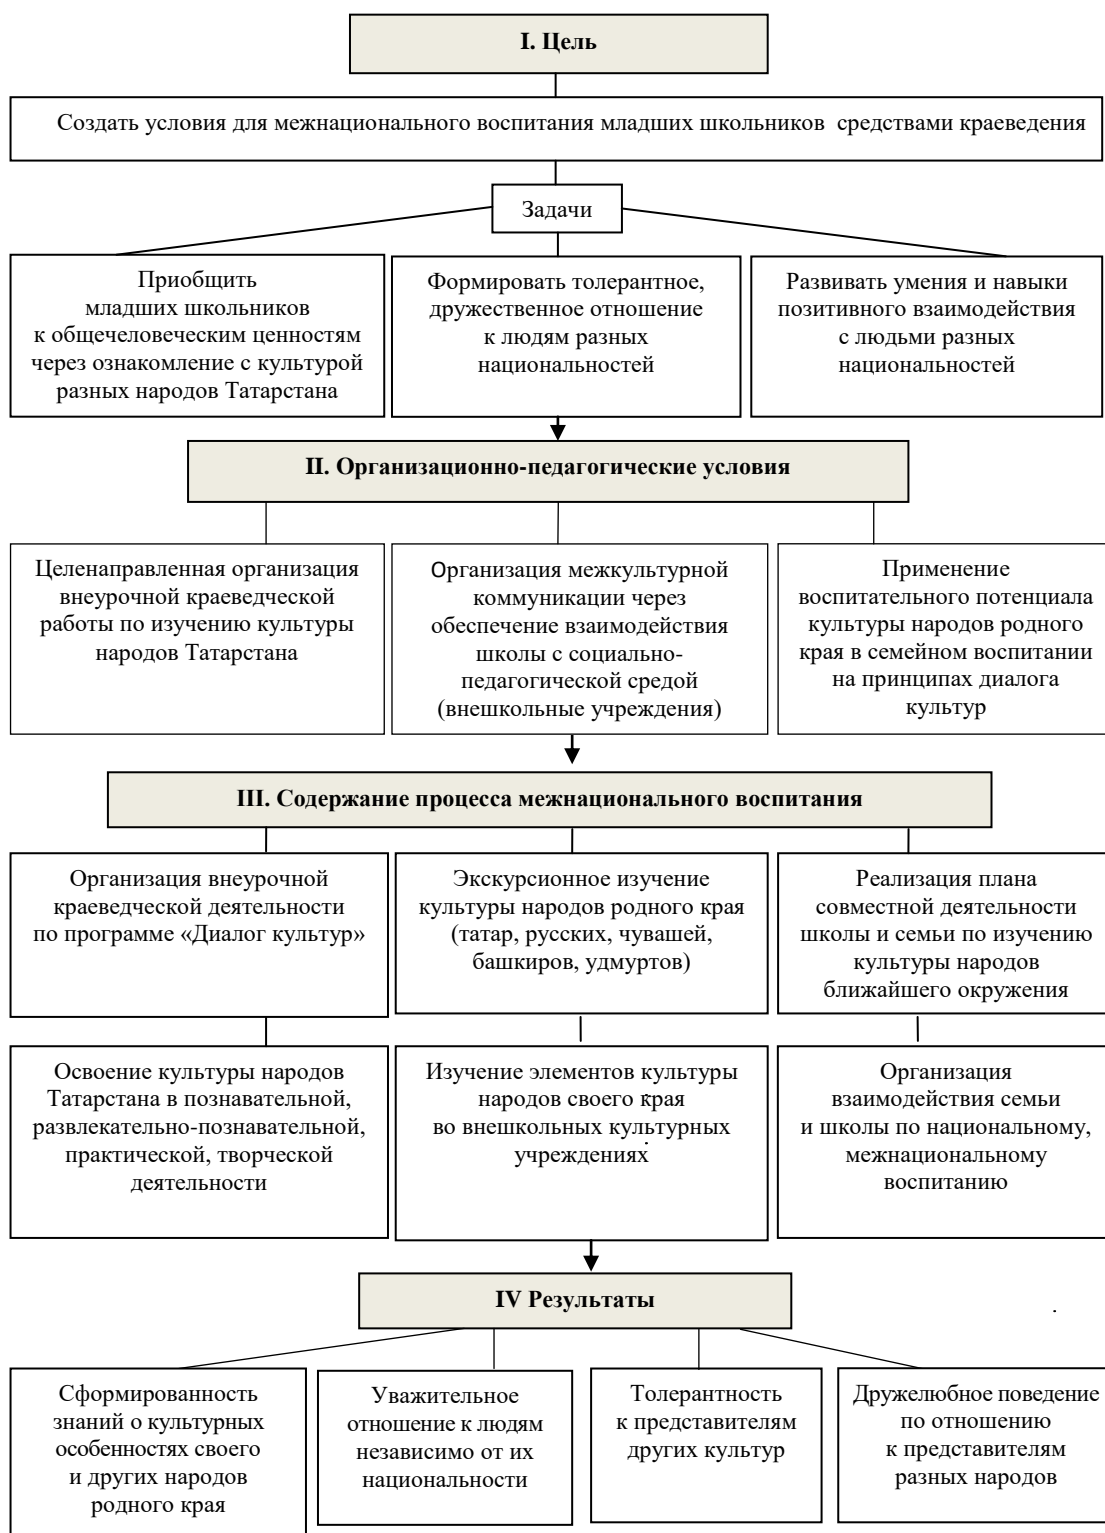 I. Цель
Создать условия для межнационального воспитания младших школьников средствами краеведения
Задачи
Приобщить
младших школьников
к общечеловеческим ценностям
через ознакомление с культурой
разных народов Татарстана
Формировать толерантное,
дружественное отношение
к людям разных
национальностей
Развивать умения и навыки
позитивного взаимодействия
с людьми разных
национальностей
II. Организационно-педагогические условия
Целенаправленная организация
внеурочной краеведческой
работы по изучению культуры
народов Татарстана
Организация межкультурной
коммуникации через
обеспечение взаимодействия
школы с социально-
педагогической средой
(внешкольные учреждения)
Применение
воспитательного потенциала
культуры народов родного
края в семейном воспитании
на принципах диалога
культур
III. Содержание процесса межнационального воспитания
Организация внеурочной
краеведческой деятельности
по программе «Диалог культур»
Экскурсионное изучение
культуры народов родного края
(татар, русских, чувашей,
башкиров, удмуртов)
Реализация плана
совместной деятельности
школы и семьи по изучению
культуры народов
ближайшего окружения
Освоение культуры народов
Татарстана в познавательной,
развлекательно-познавательной,
практической, творческой
деятельности
Изучение элементов культуры
народов своего края
во внешкольных культурных
учреждениях
Организация
взаимодействия семьи
и школы по национальному,
межнациональному
воспитанию
IV Результаты
Сформированность
знаний о культурных
особенностях своего
и других народов
родного края
Уважительное
отношение к людям
независимо от их
национальности
Толерантность
к представителям
других культур
Дружелюбное поведение
по отношению
к представителям
разных народов